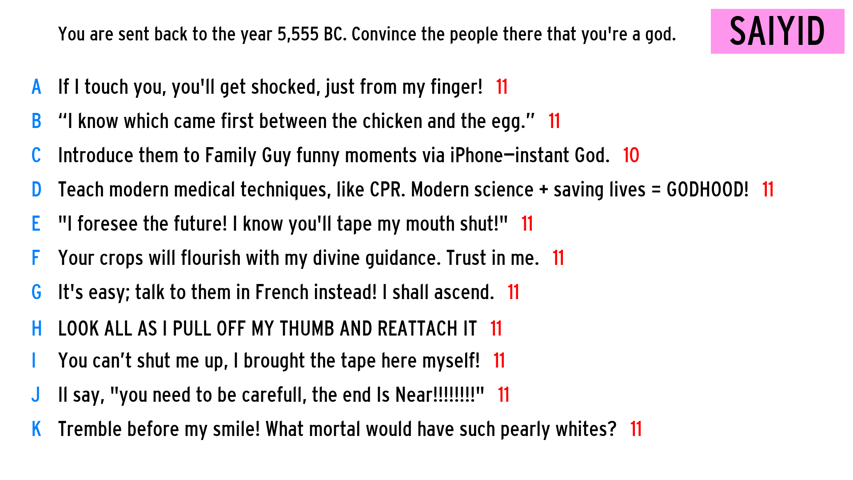 You are sent back to the year 5,555 BC. Convince the people there that you're a god.
SAIYID
A If I touch you, you'll get shocked, just from my finger! 11
B “I know which came first between the chicken and the egg.” 11
C Introduce them to Family Guy funny moments via iPhone—instant God. 10
D Teach modern medical techniques, like CPR. Modern science + saving lives = GODHOOD! 11
E "I foresee the future! I know you'll tape my mouth shut!" 11
F Your crops will flourish with my divine guidance. Trust in me. 11
G It's easy; talk to them in French instead! I shall ascend. 11
H LOOK ALL AS I PULL OFF MY THUMB AND REATTACH IT 11
I You can’t shut me up, I brought the tape here myself! 11
J Il say, "you need to be carefull, the end Is Near!!!!!!!!" 11
K Tremble before my smile! What mortal would have such pearly whites? 11